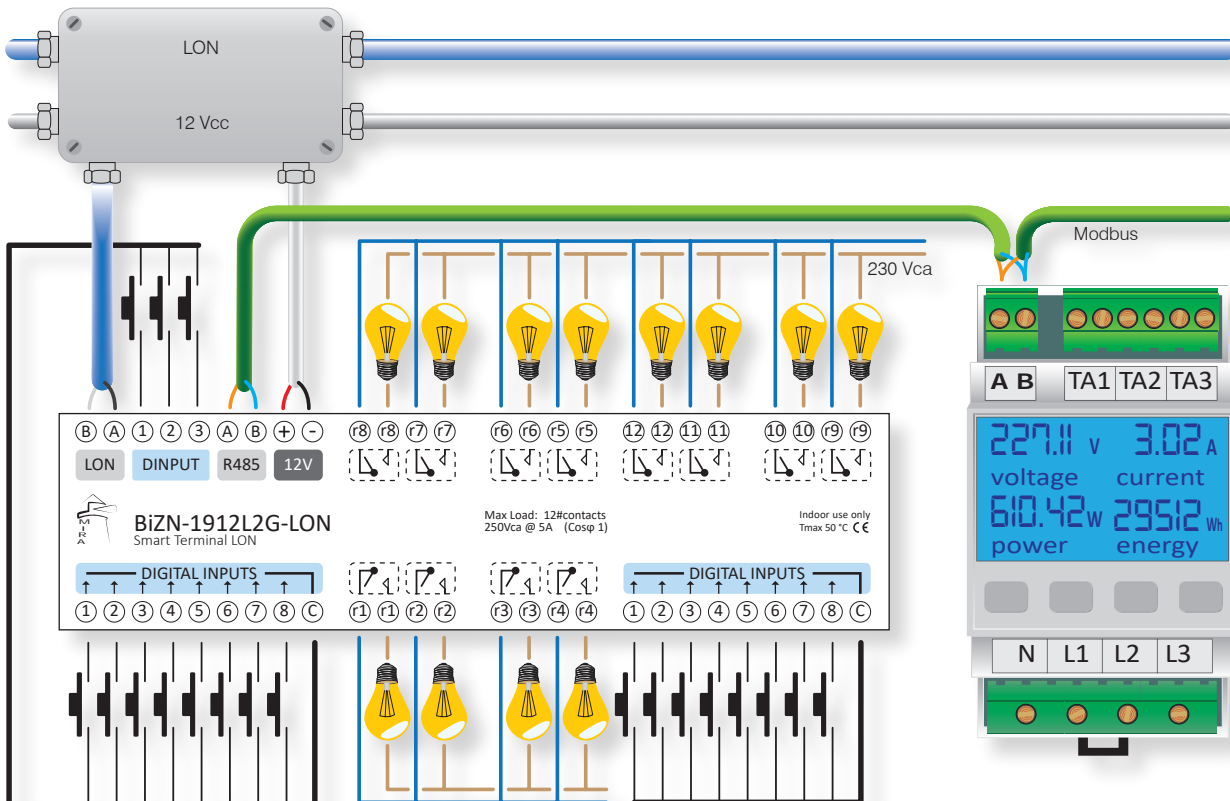 LON
12 Vcc
Modbus
230 Vca
B A 1 2 3 A B + -
r8 r8 r7 r7 r6 r6 r5 r5 12 12 11 11 10 10 r9 r9
LON DINPUT R485 12V
MIRA
BiZN-1912L2G-LON
Smart Terminal LON
Max Load: 12#contacts
250Vca @ 5A (Cosφ 1)
Indoor use only
Tmax 50 °C CE
DIGITAL INPUTS
1 2 3 4 5 6 7 8 C
r1 r1 r2 r2 r3 r3 r4 r4
DIGITAL INPUTS
1 2 3 4 5 6 7 8 C
A B TA1 TA2 TA3
227.11 V 3.02 A
voltage current
610.42 W 29512 Wh
power energy
N L1 L2 L3